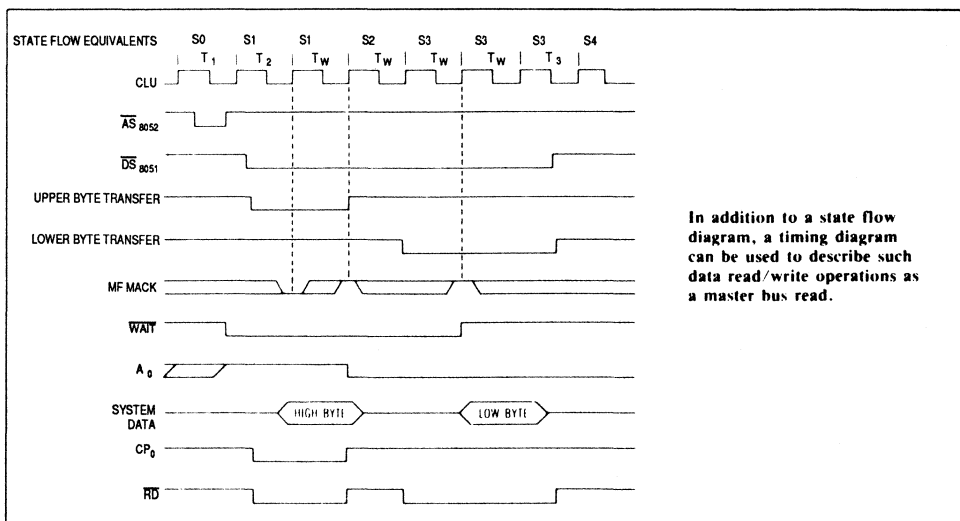 STATE FLOW EQUIVALENTS S0 S1 S1 S2 S3 S3 S3 S4
T1 T2 TW TW TW TW T3
CLU
AS 8052
DS 8051
UPPER BYTE TRANSFER
LOWER BYTE TRANSFER
MF MACK
WAIT
A0
SYSTEM
DATA
HIGH BYTE LOW BYTE
CP0
RD
In addition to a state flow
diagram, a timing diagram
can be used to describe such
data read/write operations as
a master bus read.